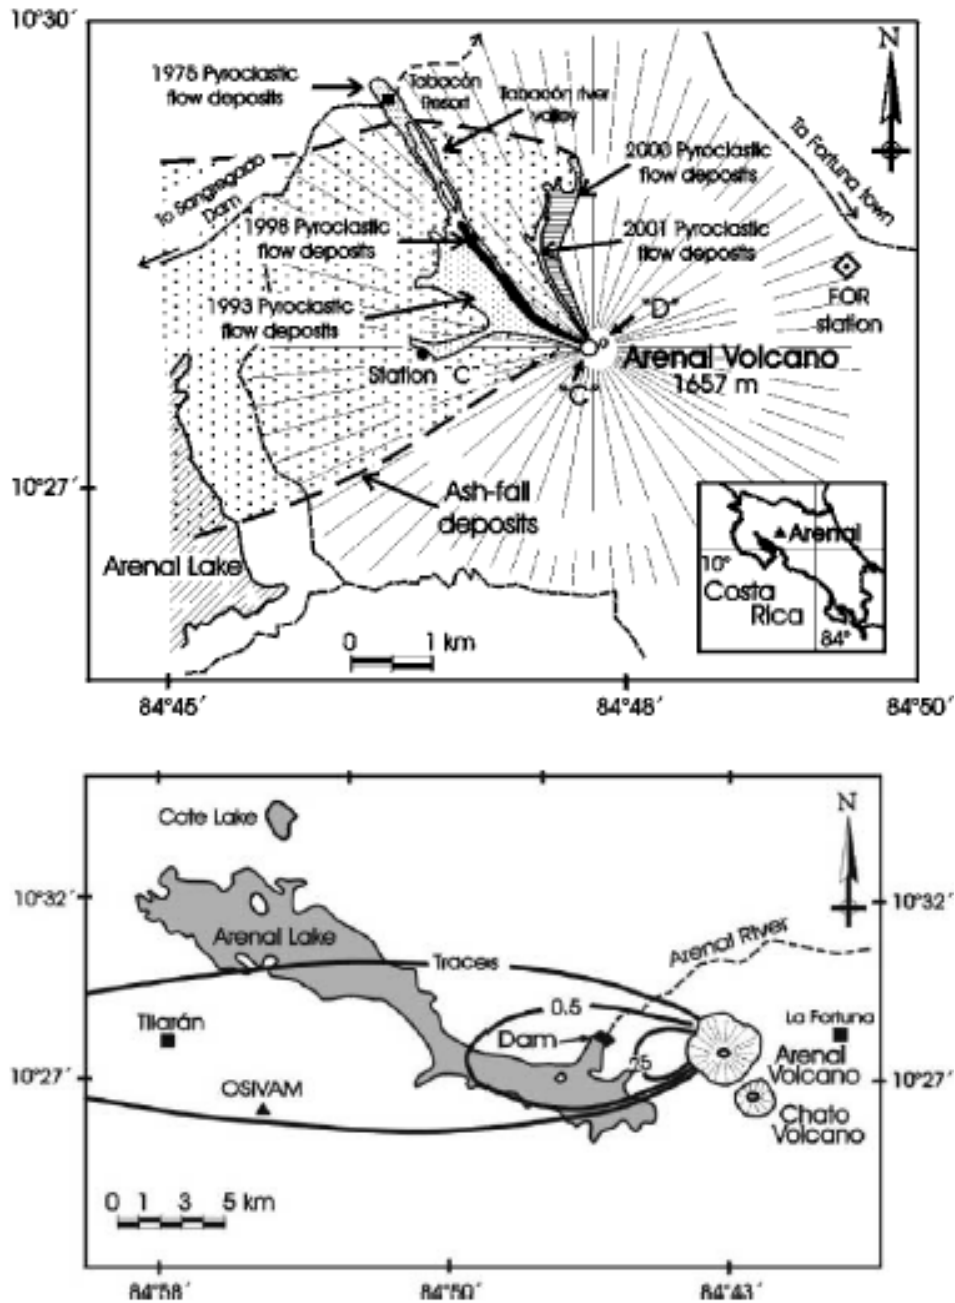 10°30´
1975 Pyroclastic
flow deposits
Tabacón
Resort
Tabacón river
valley
N
To Fortuna town
2000 Pyroclastic
flow deposits
To Sangregado
Dam
1998 Pyroclastic
flow deposits
2001 Pyroclastic
flow deposits
1993 Pyroclastic
flow deposits
"D"
FOR
station
Station "C"
Arenal Volcano
1657 m
"C"
10°27´
Ash-fall
deposits
Arenal Lake
Arenal
10°
Costa
Rica
84°
0 1 km
84°45´ 84°48´ 84°50´
Cote Lake
N
10°32´
10°32´
Arenal Lake
Arenal River
Traces
0.5
Tilarán
Dam
La Fortuna
25
Arenal
Volcano
10°27´
10°27´
OSIVAM
Chato
Volcano
0 1 3 5 km
84°58´ 84°50´ 84°43´